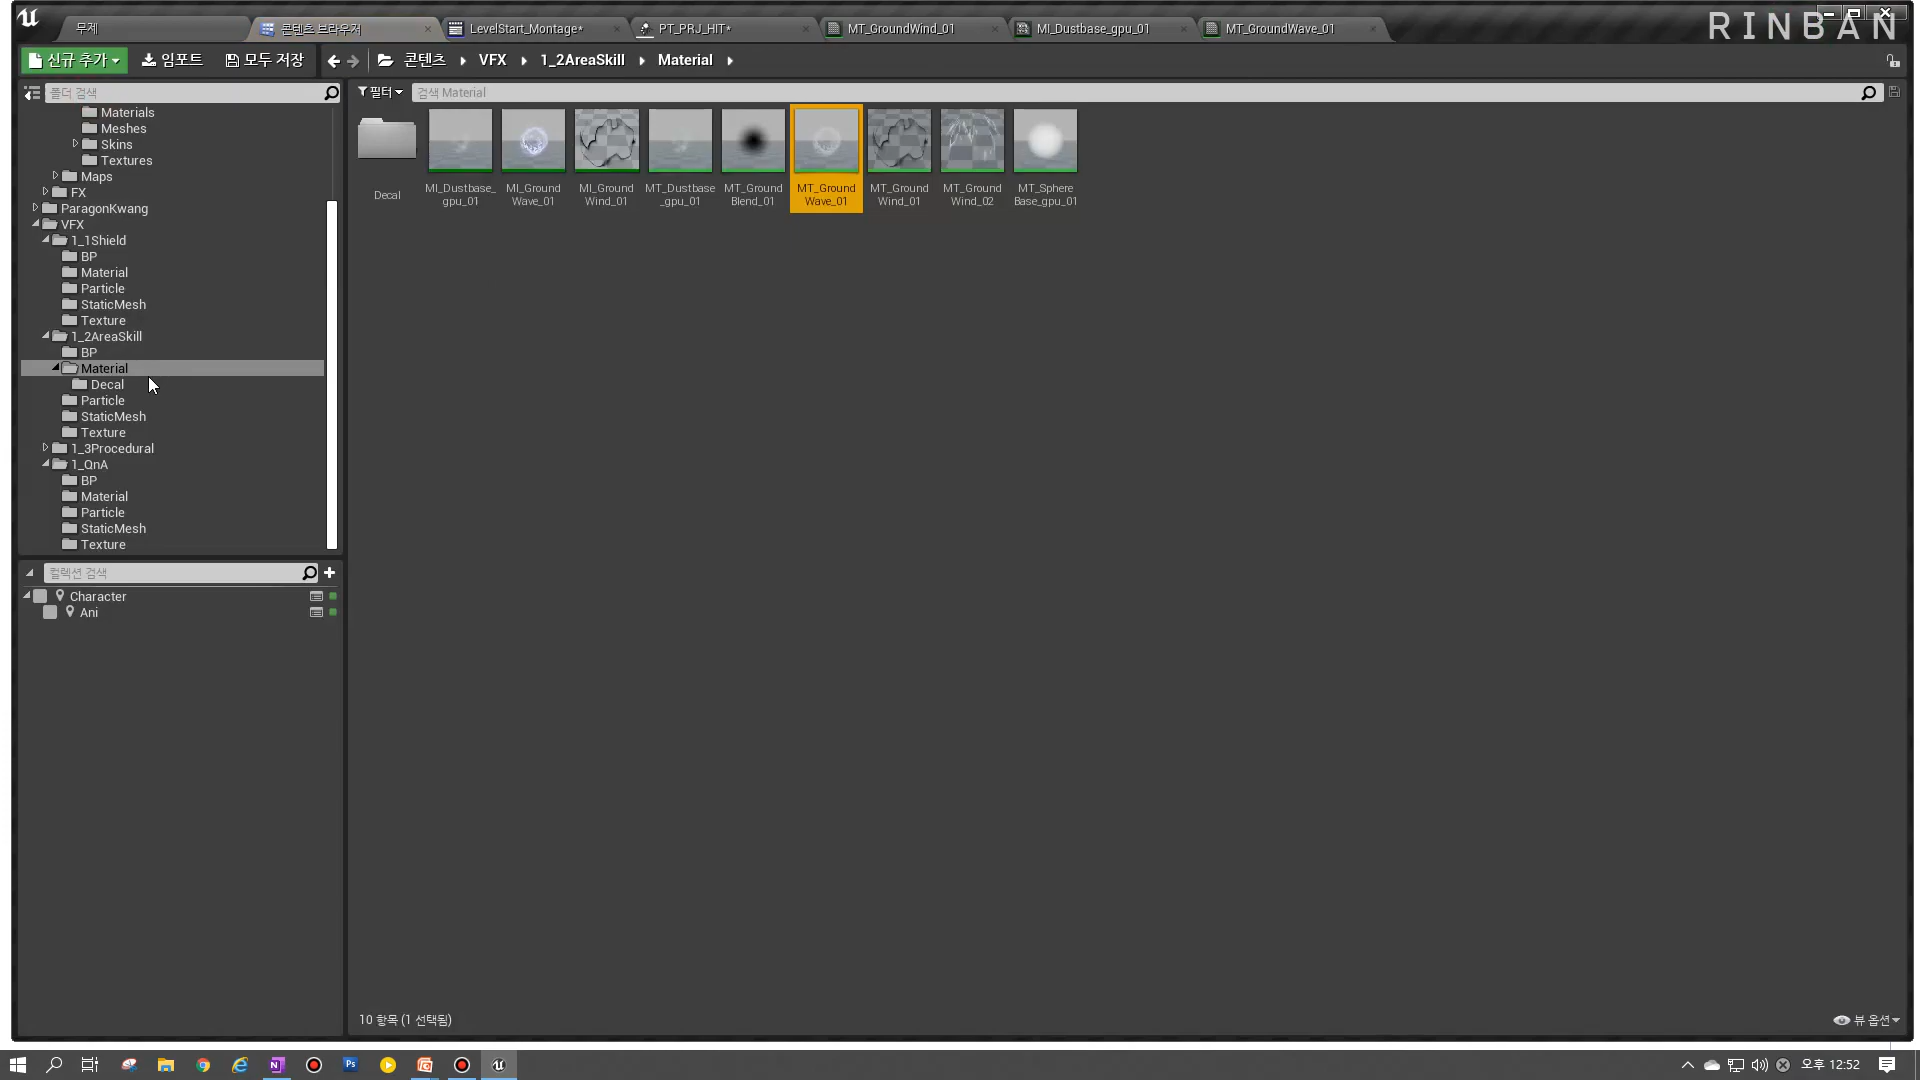 RINBAN
무제
콘텐츠 브라우저
LevelStart_Montage*
PT_PRJ_HIT*
MT_GroundWind_01
MI_Dustbase_gpu_01
MT_GroundWave_01
신규 추가
임포트
모두 저장
콘텐츠
VFX
1_2AreaSkill
Material
폴더 검색
필터
검색 Material
Materials
Meshes
Skins
Textures
Maps
FX
ParagonKwang
VFX
1_1Shield
BP
Material
Particle
StaticMesh
Texture
1_2AreaSkill
BP
Material
Decal
Particle
StaticMesh
Texture
1_3Procedural
1_QnA
BP
Material
Particle
StaticMesh
Texture
Decal
MI_Dustbase_
gpu_01
MI_Ground
Wave_01
MI_Ground
Wind_01
MT_Dustbase
_gpu_01
MT_Ground
Blend_01
MT_Ground
Wave_01
MT_Ground
Wind_01
MT_Ground
Wind_02
MT_Sphere
Base_gpu_01
컬렉션 검색
Character
Ani
10 항목 (1 선택됨)
뷰 옵션
오후 12:52